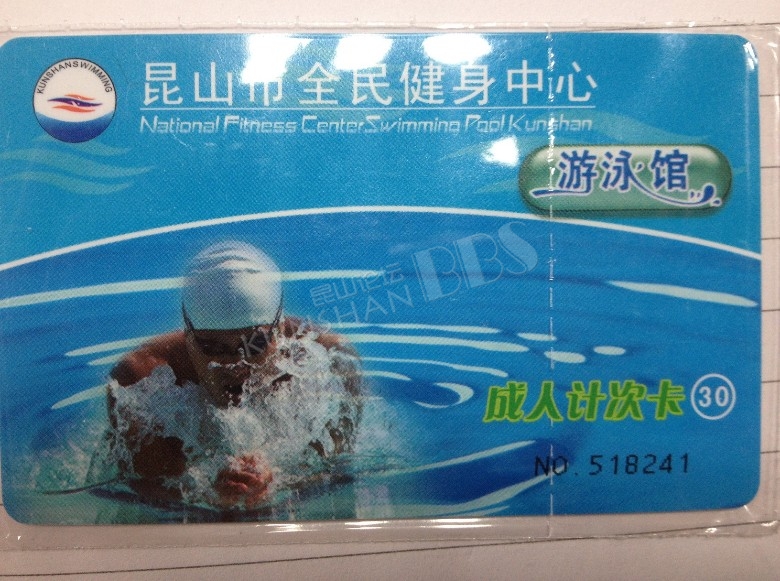 KUNSHANSWIMMING
昆山市全民健身中心
National Fitness Center Swimming Pool Kunshan
游泳馆
昆山论坛
KUNSHAN BBS
成人计次卡 30
NO. 518241